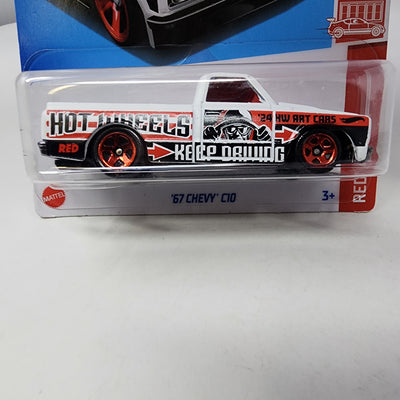 HOT WHEELS
'24 HW ART CARS
RED
KEEP DRIVING
MATTEL
'67 CHEVY C10
3+
RED